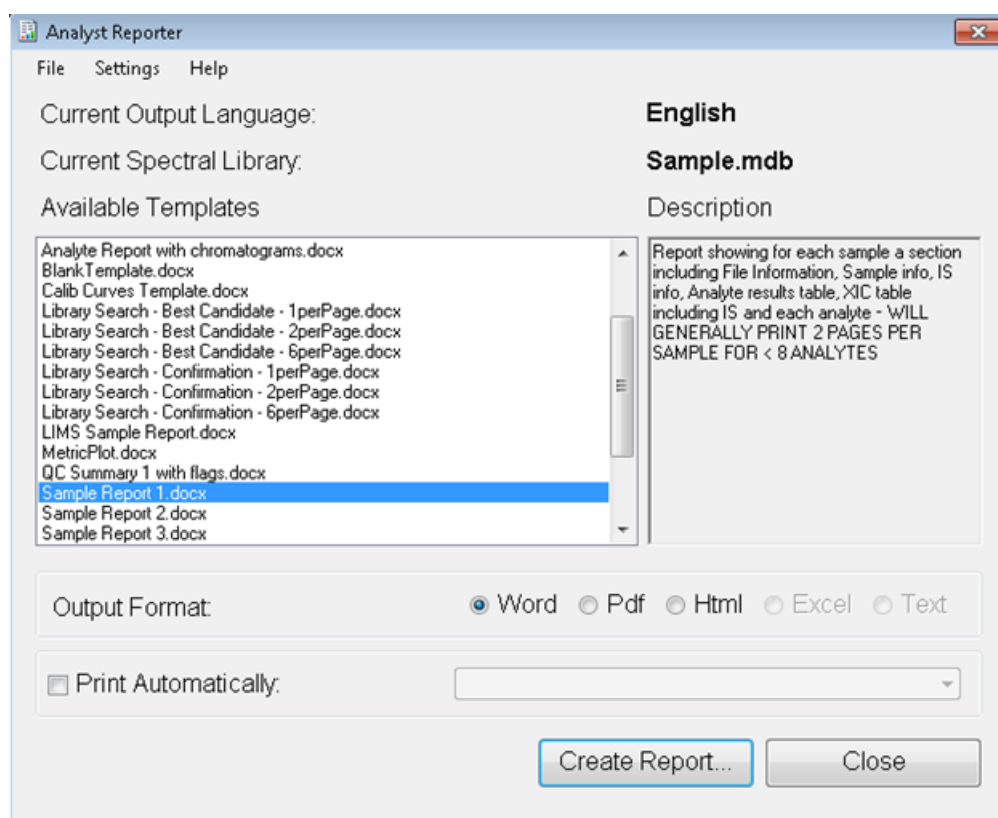 Analyst Reporter
File Settings Help
Current Output Language: English
Current Spectral Library: Sample.mdb
Available Templates
Analyte Report with chromatograms.docx
BlankTemplate.docx
Calib Curves Template.docx
Library Search - Best Candidate - 1perPage.docx
Library Search - Best Candidate - 2perPage.docx
Library Search - Best Candidate - 6perPage.docx
Library Search - Confirmation - 1perPage.docx
Library Search - Confirmation - 2perPage.docx
Library Search - Confirmation - 6perPage.docx
LIMS Sample Report.docx
MetricPlot.docx
QC Summary 1 with flags.docx
Sample Report 1.docx
Sample Report 2.docx
Sample Report 3.docx
Description
Report showing for each sample a section
including File Information, Sample info, IS
info, Analyte results table, XIC table
including IS and each analyte - WILL
GENERALLY PRINT 2 PAGES PER
SAMPLE FOR < 8 ANALYTES
Output Format: Word Pdf Html Excel Text
Print Automatically:
Create Report... Close